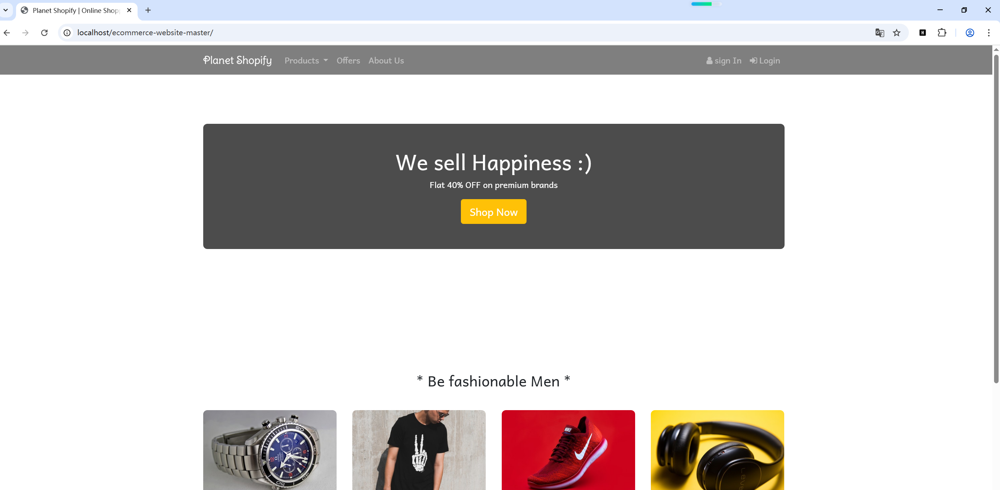 Planet Shopify | Online Shop
localhost/ecommerce-website-master/
Planet Shopify Products Offers About Us sign In Login
We sell Happiness :)
Flat 40% OFF on premium brands
Shop Now
* Be fashionable Men *
NIKE